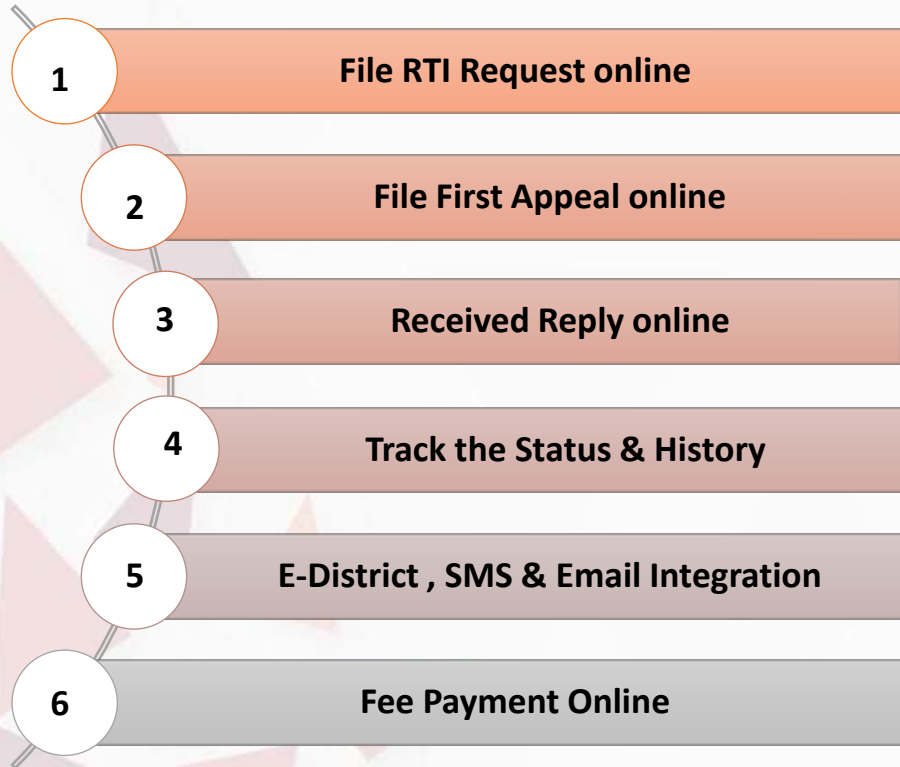 1
File RTI Request online
2
File First Appeal online
3
Received Reply online
4
Track the Status & History
5
E-District , SMS & Email Integration
6
Fee Payment Online